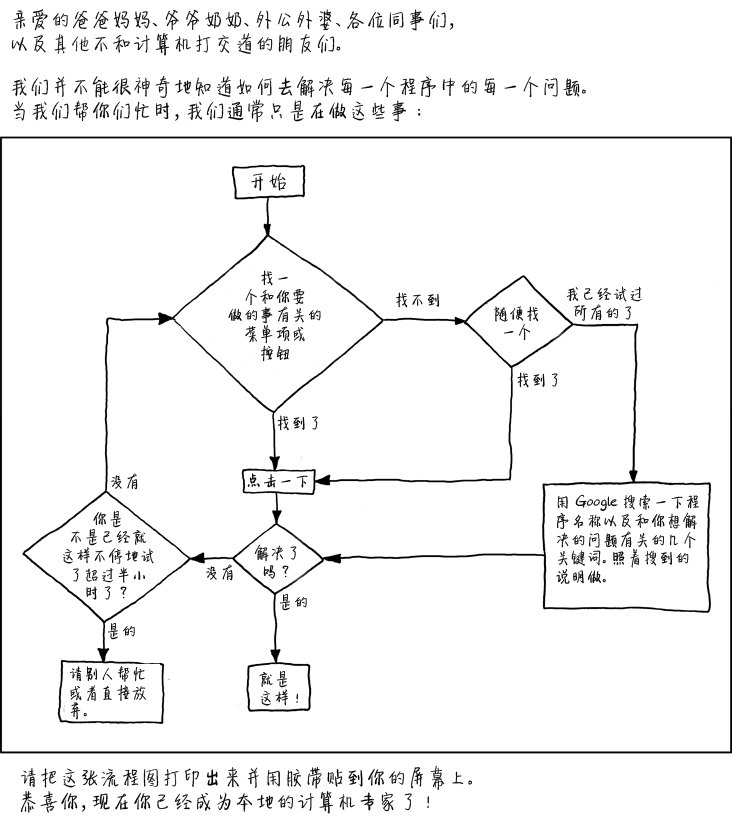 亲爱的爸爸妈妈、爷爷奶奶、外公外婆、各位同事们,
以及其他不和计算机打交道的朋友们。
我们并不能很神奇地知道如何去解决每一个程序中的每一个问题。
当我们帮你们忙时,我们通常只是在做这些事:
开始
找一
个和你要
做的事有关的
菜单项或
按钮
找不到
随便找
一个
我已经试过
所有的了
找到了
找到了
点击一下
用 Google 搜索一下程
序名称以及和你想解
决的问题有关的几个
关键词。照着搜到的
说明做。
解决了
吗?
没有
是的
你是
不是已经就
这样不停地试
了超过半小
时了?
没有
是的
请别人帮忙
或者直接放
弃。
就是
这样!
请把这张流程图打印出来并用胶带贴到你的屏幕上。
恭喜你,现在你已经成为本地的计算机专家了!